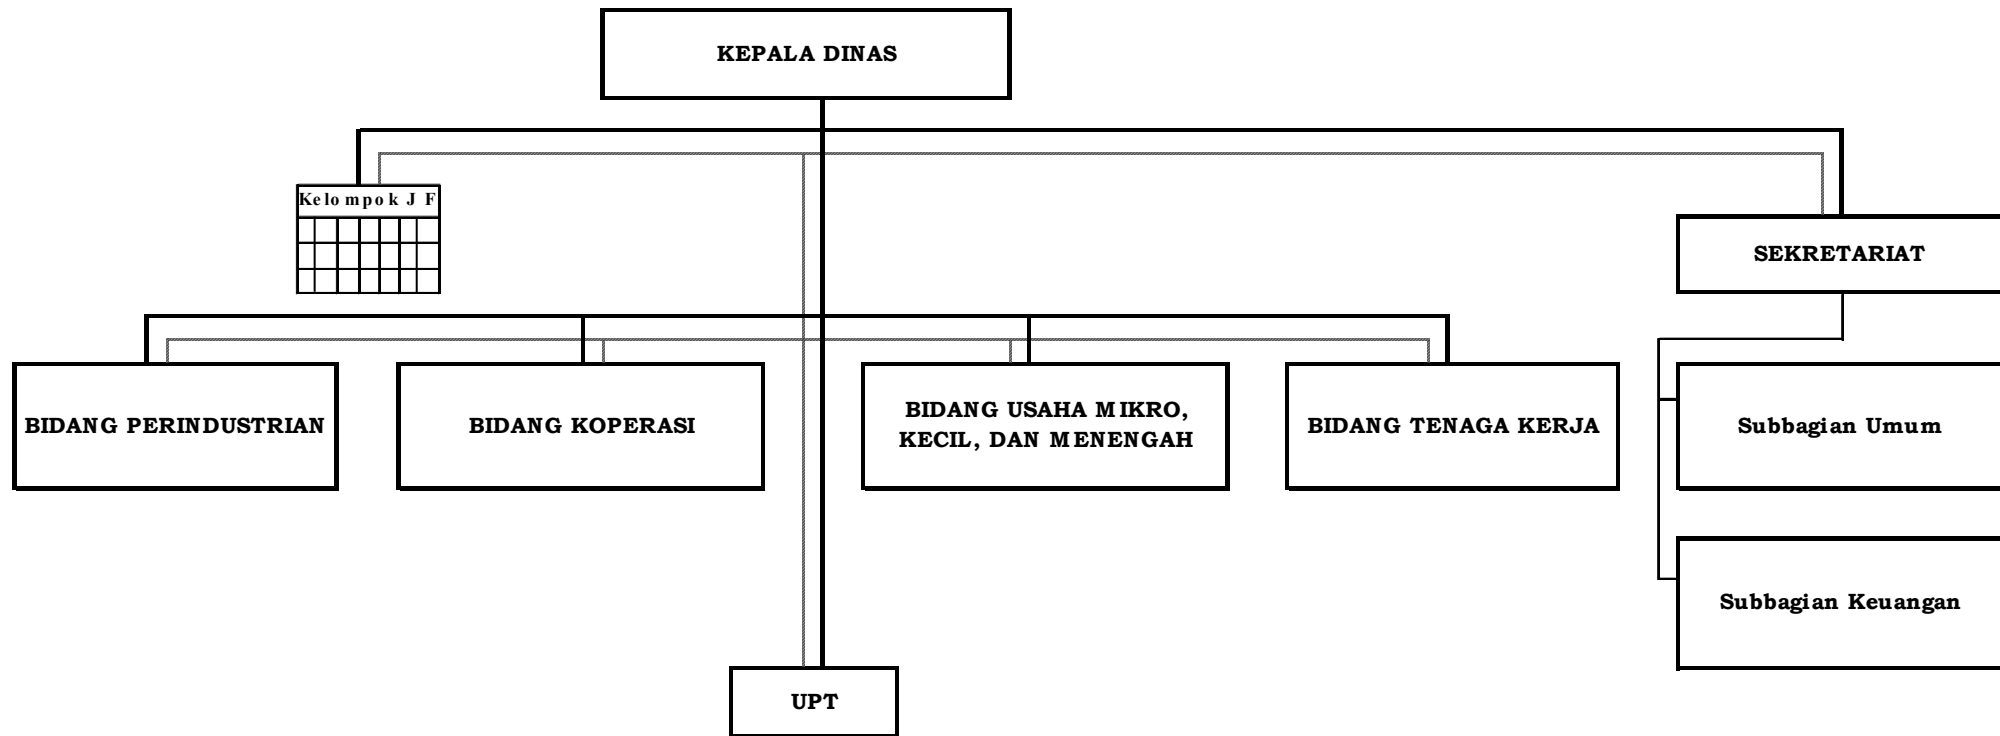 KEPALA DINAS
Kelompok J F
SEKRETARIAT
BIDANG PERINDUSTRIAN
BIDANG KOPERASI
BIDANG USAHA MIKRO,
KECIL, DAN MENENGAH
BIDANG TENAGA KERJA
Subbagian Umum
Subbagian Keuangan
UPT